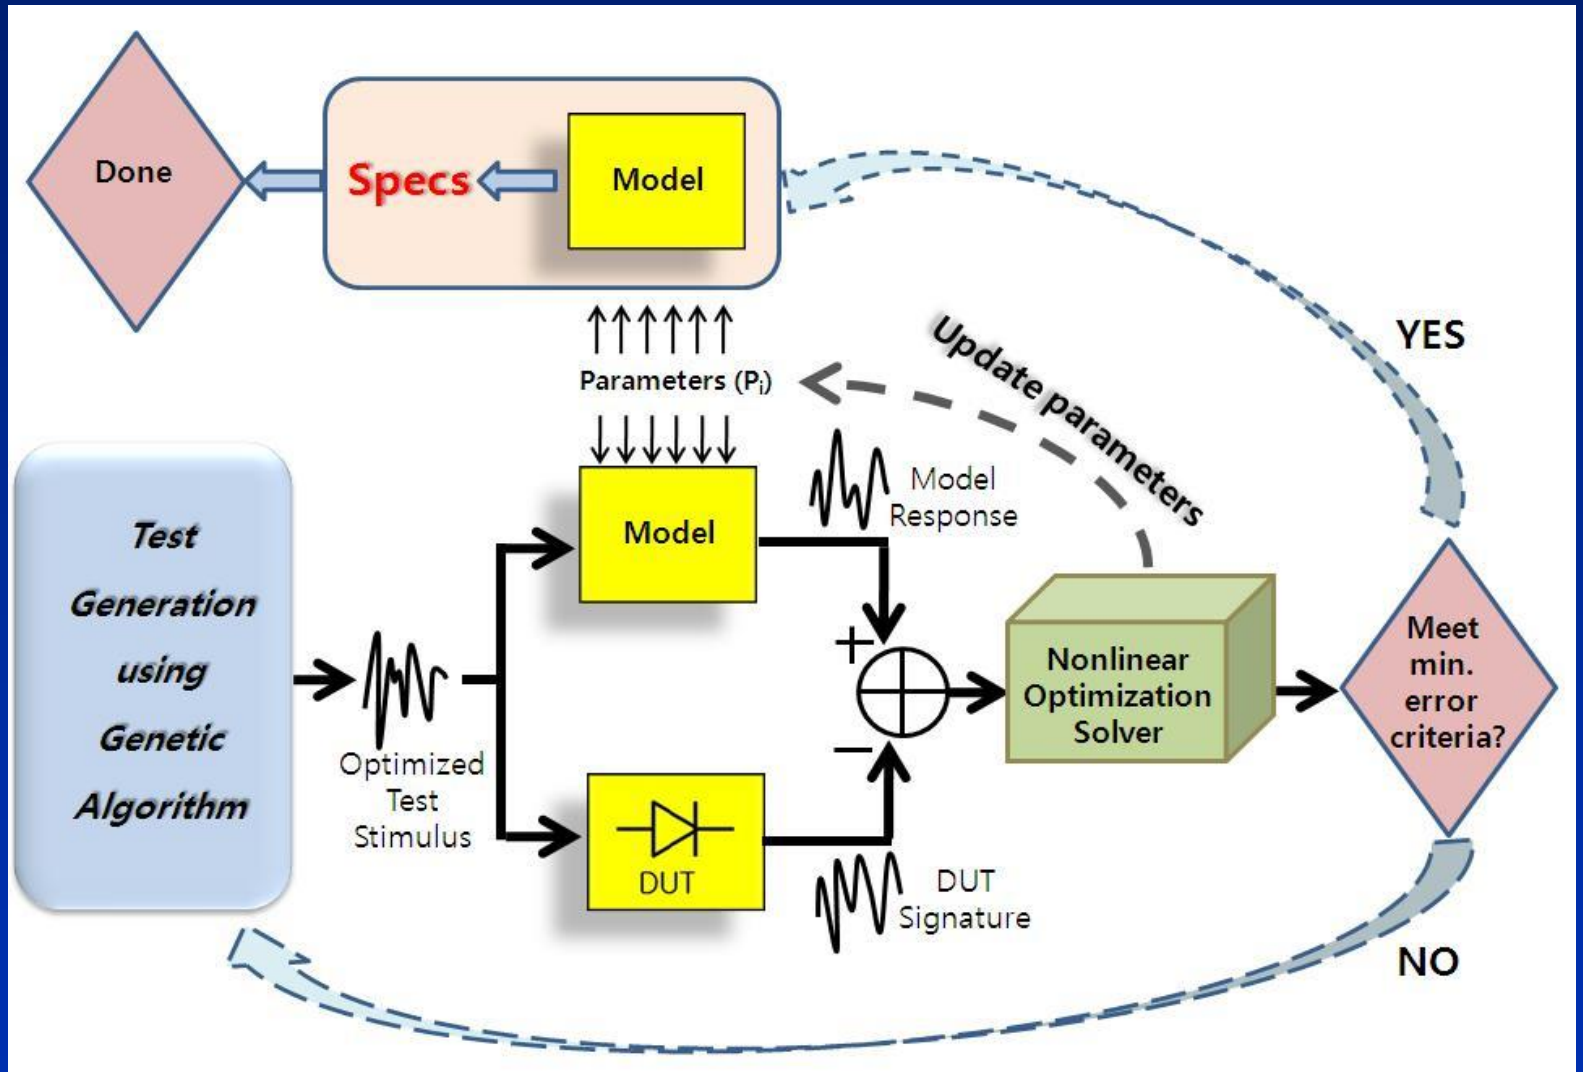 Done
Specs
Model
YES
Update parameters
Parameters (Pi)
Model
Response
Model
Test
Generation
using
Genetic
Algorithm
Optimized
Test
Stimulus
+
−
Nonlinear
Optimization
Solver
Meet
min.
error
criteria?
DUT
DUT
Signature
NO